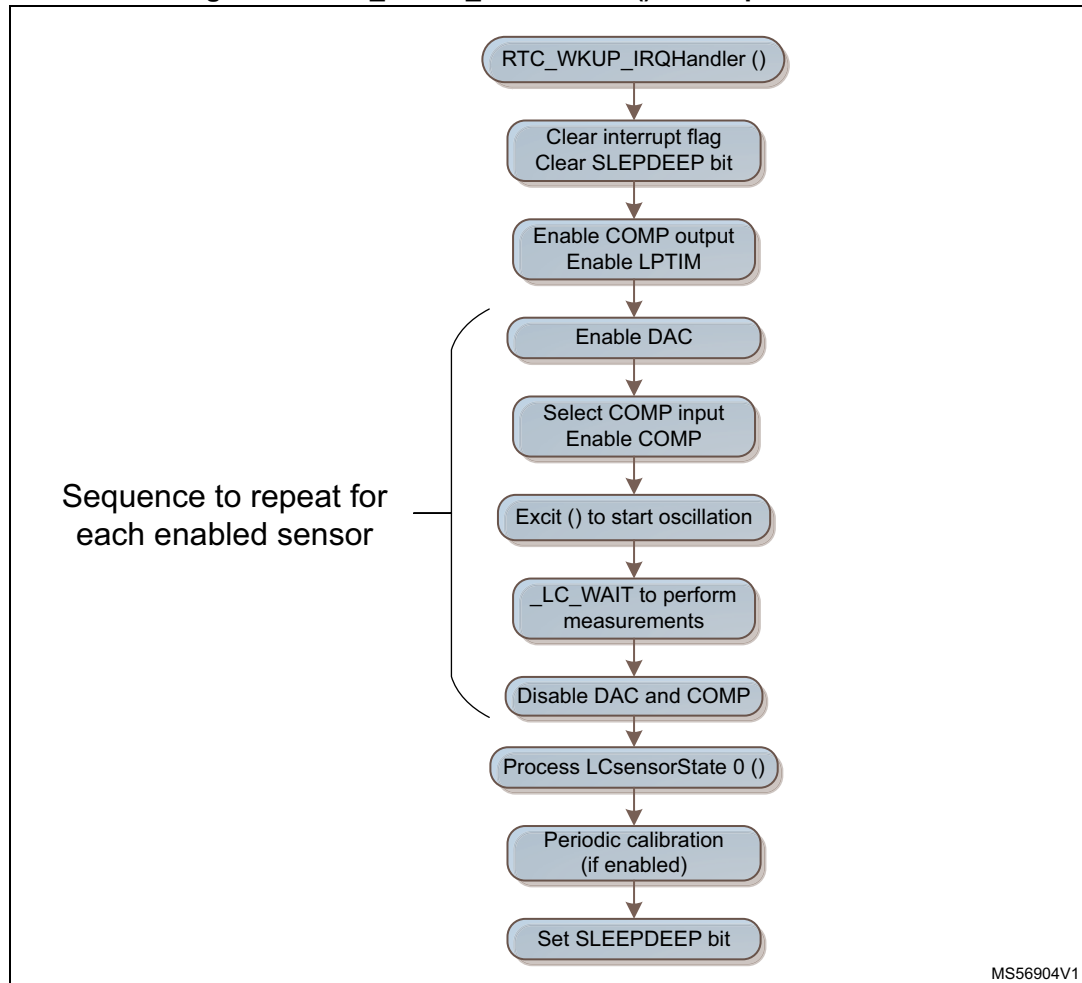 RTC_WKUP_IRQHandler ()
Clear interrupt flag
Clear SLEPDEEP bit
Enable COMP output
Enable LPTIM
Enable DAC
Select COMP input
Enable COMP
Sequence to repeat for
each enabled sensor
Excit () to start oscillation
_LC_WAIT to perform
measurements
Disable DAC and COMP
Process LCsensorState 0 ()
Periodic calibration
(if enabled)
Set SLEEPDEEP bit
MS56904V1